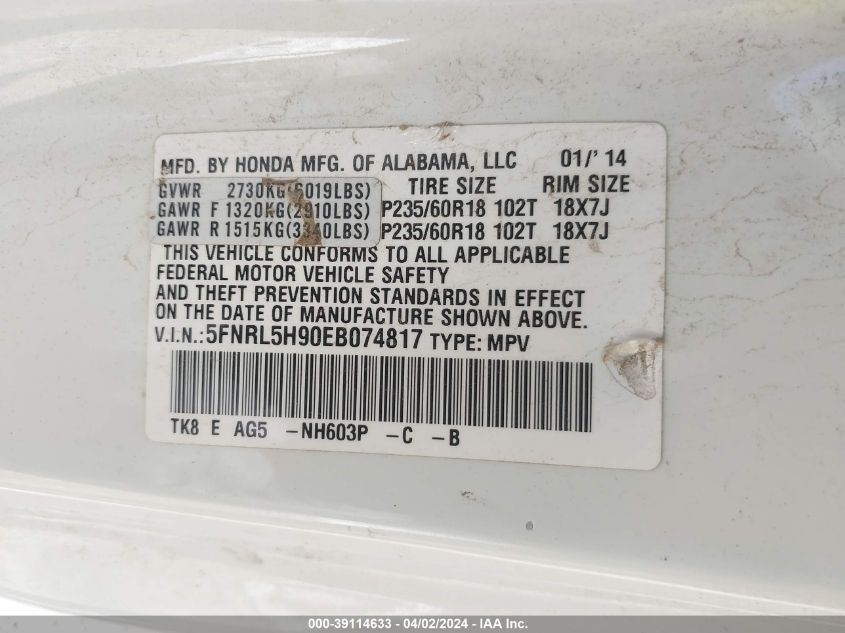 MFD. BY HONDA MFG. OF ALABAMA, LLC 01/'14
GVWR 2730KG(6019LBS) TIRE SIZE RIM SIZE
GAWR F 1320KG(2910LBS) P235/60R18 102T 18X7J
GAWR R 1515KG(3340LBS) P235/60R18 102T 18X7J
THIS VEHICLE CONFORMS TO ALL APPLICABLE
FEDERAL MOTOR VEHICLE SAFETY
AND THEFT PREVENTION STANDARDS IN EFFECT
ON THE DATE OF MANUFACTURE SHOWN ABOVE.
V.I.N.:5FNRL5H90EB074817 TYPE: MPV
TK8 E AG5 -NH603P -C -B
000-39114633 - 04/02/2024 - IAA Inc.